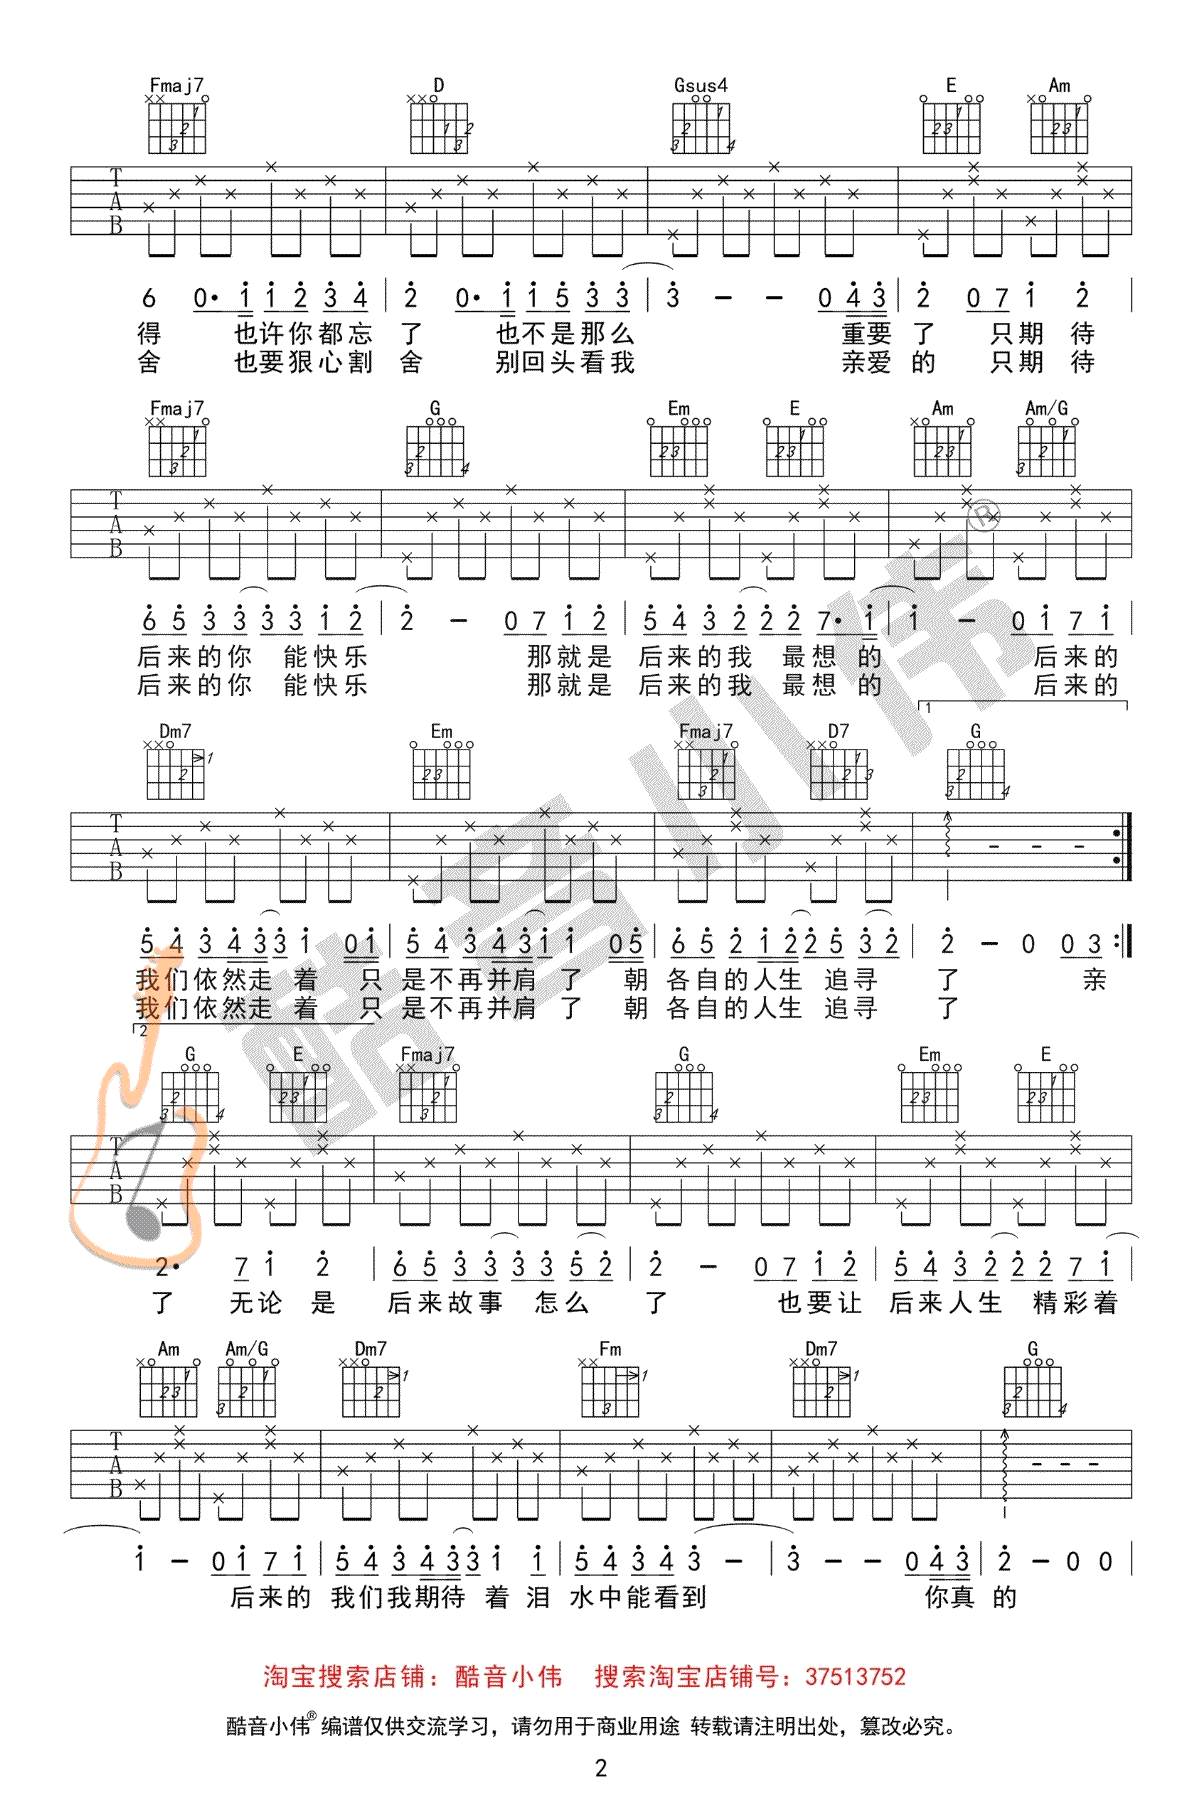 Fmaj7 D Gsus4 E Am
T
A
B
6 0· 1 1 2 3 4 | 2 0· 1 1 5 3 3 | 3 - - 0 4 3 | 2 0 7 1 2
得 也许你都忘 了 也不是那么 重要 了 只期 待
舍 也要狠心割 舍 别回头看我 亲爱 的 只期 待
Fmaj7 G Em E Am Am/G
T
A
B
6 5 3 3 3 3 1 2 | 2 - 0 7 1 2 | 5 4 3 2 2 2 7· 1 | 1 - 0 1 7 1
后来的你 能快乐 那就是 后来的我 最想的 后来的
后来的你 能快乐 那就是 后来的我 最想的 后来的
1
Dm7 Em Fmaj7 D7 G
T
A
B
5 4 3 4 3 3 1 0 1 | 5 4 3 4 3 1 1 0 5 | 6 5 2 1 2 2 5 3 2 | 2 - 0 0 3 :|
我们依然走 着 只 是不再并肩 了 朝 各自的人生 追寻 了 亲
我们依然走 着 只 是不再并肩 了 朝 各自的人生 追寻 了
2
G E Fmaj7 G Em E
T
A
B
2· 7 1 2 | 6 5 3 3 3 3 5 2 | 2 - 0 7 1 2 | 5 4 3 2 2 2 7 1
了 无论 是 后来故事 怎么 了 也要让 后来人生 精彩着
Am Am/G Dm7 Fm Dm7 G
T
A
B
1 - 0 1 7 1 | 5 4 3 4 3 3 1 1 | 5 4 3 4 3 - | 3 - - 0 4 3 | 2 - 0 0
后来的 我们我期待 着 泪 水中能看到 你真 的
酷音小伟®
淘宝搜索店铺：酷音小伟 搜索淘宝店铺号：37513752
酷音小伟® 编谱仅供交流学习，请勿用于商业用途 转载请注明出处，篡改必究。
2